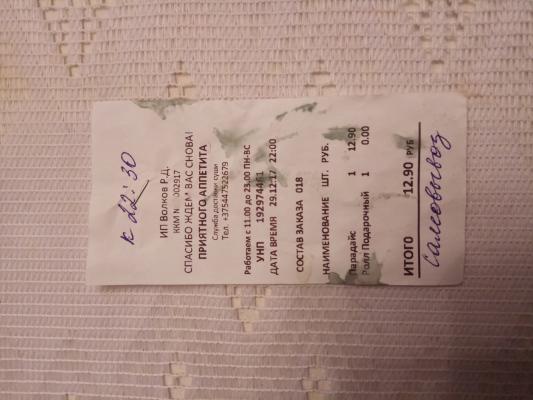 к 22:30
ИП Волков Р.Д.
ККМ N 002917
СПАСИБО ЖДЕМ ВАС СНОВА!
ПРИЯТНОГО АППЕТИТА
Служба доставки суши
Тел. +375447522679
Работаем с 11.00 до 23.00 ПН-ВС
УНП
ДАТА ВРЕМЯ 29.12.17 22:00
СОСТАВ ЗАКАЗА 018
НАИМЕНОВАНИЕ ШТ. РУБ.
Парадайс 1 12.90
Ролл Подарочный 1 0.00
ИТОГО 12.90 РУБ
самовывоз